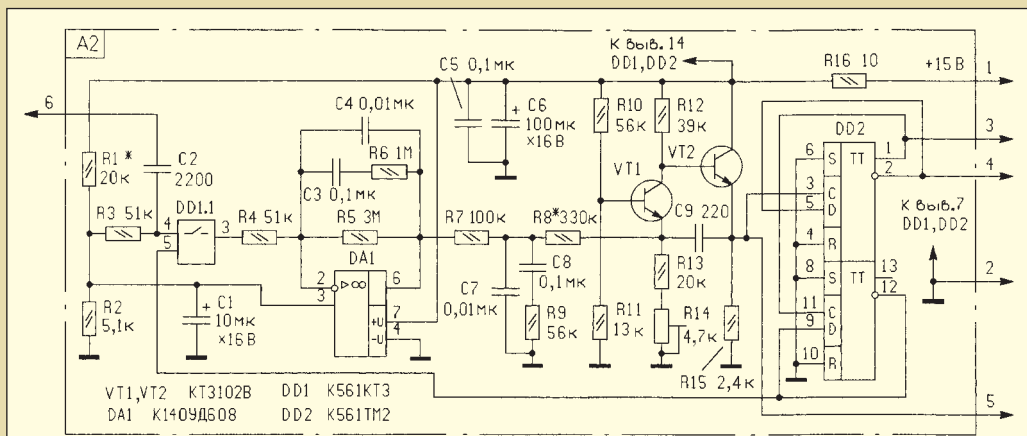 A2
К выв.14
DD1, DD2
R16 10
+15В
1
6
C5 0,1мк
C4 0,01мк
C6
100мк
×16В
R10
56к
R12
39к
DD2
3
4
R1*
20к
C2
2200
R6 1М
C3 0,1мк
VT1
VT2
C9 220
6 S TT 1
2
3 C
5 D
4 R
8 S TT 13
12
11 C
9 D
10 R
К выв.7
DD1, DD2
2
R3 51к
DD1.1
4
5
3
R4 51к
R5 3М
R7 100к
R8*330к
DA1
2
3
▷∞
6
7
+U
4
-U
C8
0,1мк
C7
0,01мк
R9
56к
R13
20к
R11
13к
R14
4,7к
R15 2,4к
R2
5,1к
C1
10мк
×16В
5
VT1,VT2 КТ3102В DD1 К561КТ3
DA1 К140УД608 DD2 К561ТМ2